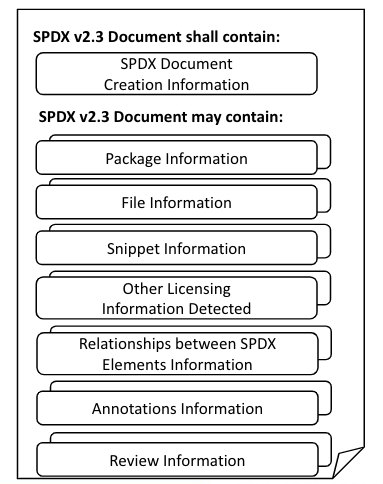 SPDX v2.3 Document shall contain:
SPDX Document
Creation Information
SPDX v2.3 Document may contain:
Package Information
File Information
Snippet Information
Other Licensing
Information Detected
Relationships between SPDX
Elements Information
Annotations Information
Review Information